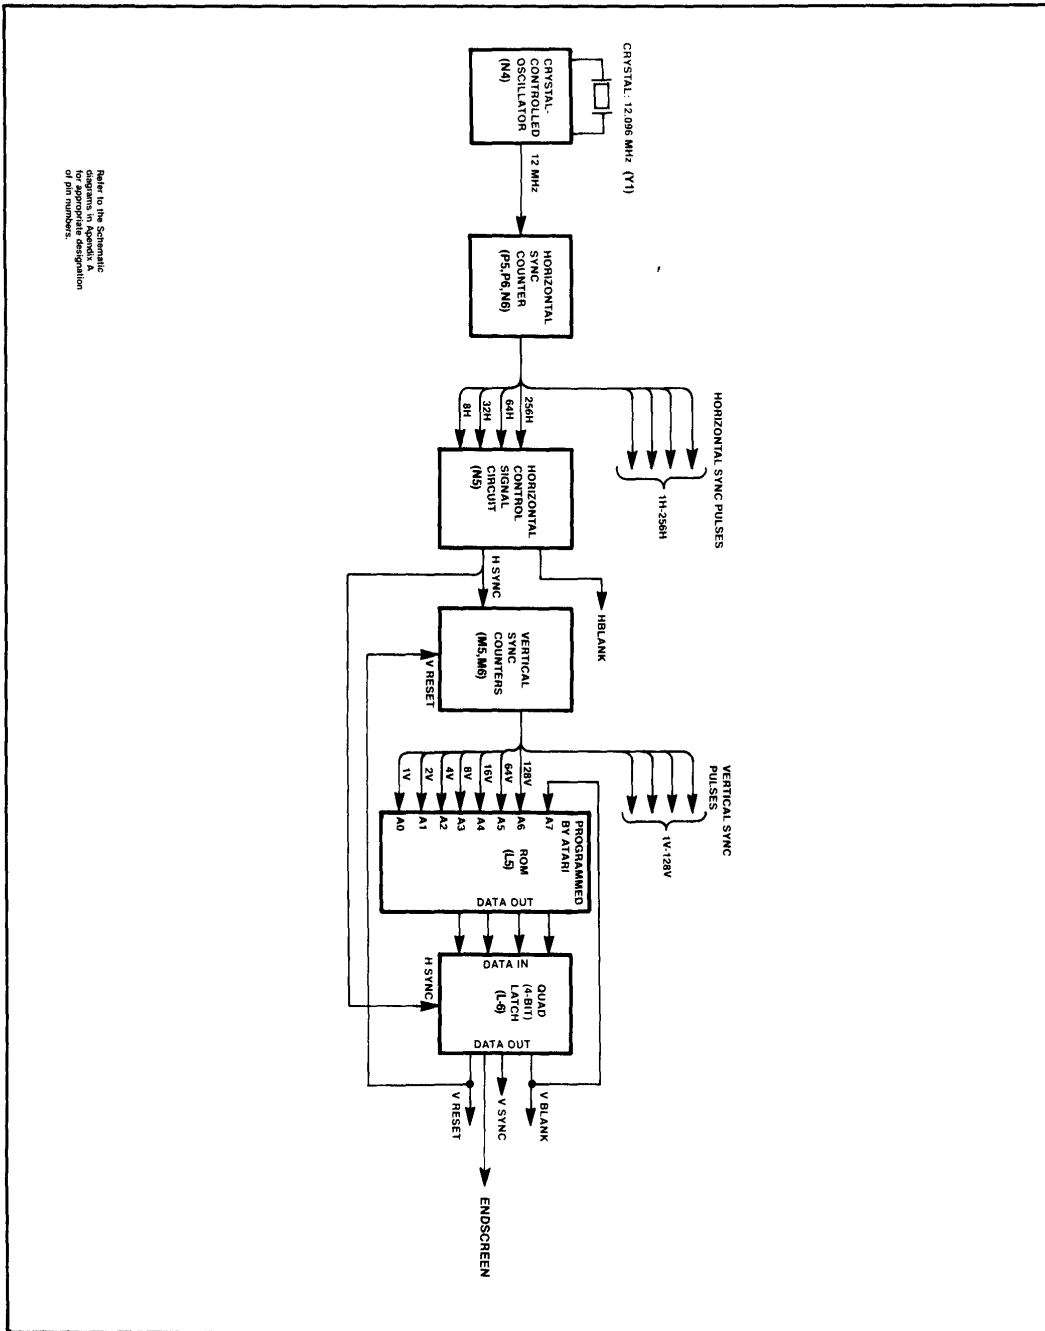 CRYSTAL: 12.096 MHz (Y1)
CRYSTAL-
CONTROLLED
OSCILLATOR
(N4)
12 MHz
HORIZONTAL
SYNC
COUNTER
(P5,P6,N6)
HORIZONTAL SYNC PULSES
1H-256H
256H
64H
32H
8H
HORIZONTAL
CONTROL
SIGNAL
CIRCUIT
(N5)
HBLANK
H SYNC
VERTICAL
SYNC
COUNTERS
(M5,M6)
V RESET
VERTICAL SYNC
PULSES
1V-128V
128V
64V
16V
8V
4V
2V
1V
PROGRAMMED
BY ATARI
A7
A6
A5
A4
A3
A2
A1
A0
ROM
(L5)
DATA OUT
DATA IN
QUAD
(4-BIT)
LATCH
(L-6)
H SYNC
DATA OUT
V BLANK
V SYNC
V RESET
ENDSCREEN
Refer to the Schematic
diagrams in Apendix A
for appropriate designation
of pin numbers.